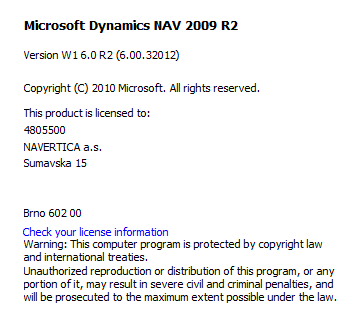 Microsoft Dynamics NAV 2009 R2
Version W1 6.0 R2 (6.00.32012)
Copyright (C) 2010 Microsoft. All rights reserved.
This product is licensed to:
4805500
NAVERTICA a.s.
Sumavska 15
Brno 602 00
Check your license information
Warning: This computer program is protected by copyright law
and international treaties.
Unauthorized reproduction or distribution of this program, or any
portion of it, may result in severe civil and criminal penalties, and
will be prosecuted to the maximum extent possible under the law.